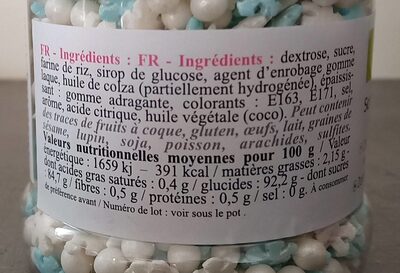 FR - Ingrédients : FR - Ingrédients : dextrose, sucre,
farine de riz, sirop de glucose, agent d'enrobage gomme
laque, huile de colza (partiellement hydrogénée), épaissis-
sant : gomme adragante, colorants : E163, E171, sel,
arôme, acide citrique, huile végétale (coco). Peut contenir
des traces de fruits à coque, gluten, œufs, lait, graines de
sésame, lupin, soja, poisson, arachides, sulfites.
Valeurs nutritionnelles moyennes pour 100 g / Valeur
énergétique : 1659 kj – 391 kcal / matières grasses : 2,15 g -
dont acides gras saturés : 0,4 g / glucides : 92,2 g - dont sucres
: 84,7 g / fibres : 0,5 g / protéines : 0,5 g / sel : 0 g. À consommer
de préférence avant / Numéro de lot : voir sous le pot .